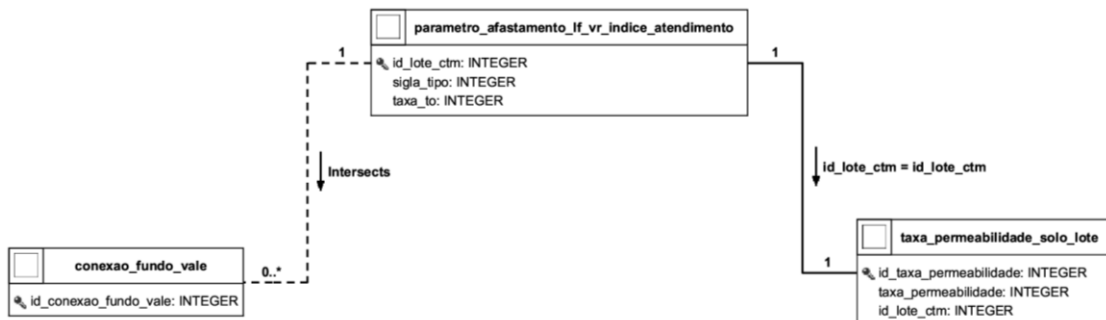 parametro_afastamento_lf_vr_indice_atendimento
1
1
id_lote_ctm: INTEGER
sigla_tipo: INTEGER
taxa_to: INTEGER
Intersects
id_lote_ctm = id_lote_ctm
conexao_fundo_vale
0..*
id_conexao_fundo_vale: INTEGER
taxa_permeabilidade_solo_lote
1
id_taxa_permeabilidade: INTEGER
taxa_permeabilidade: INTEGER
id_lote_ctm: INTEGER